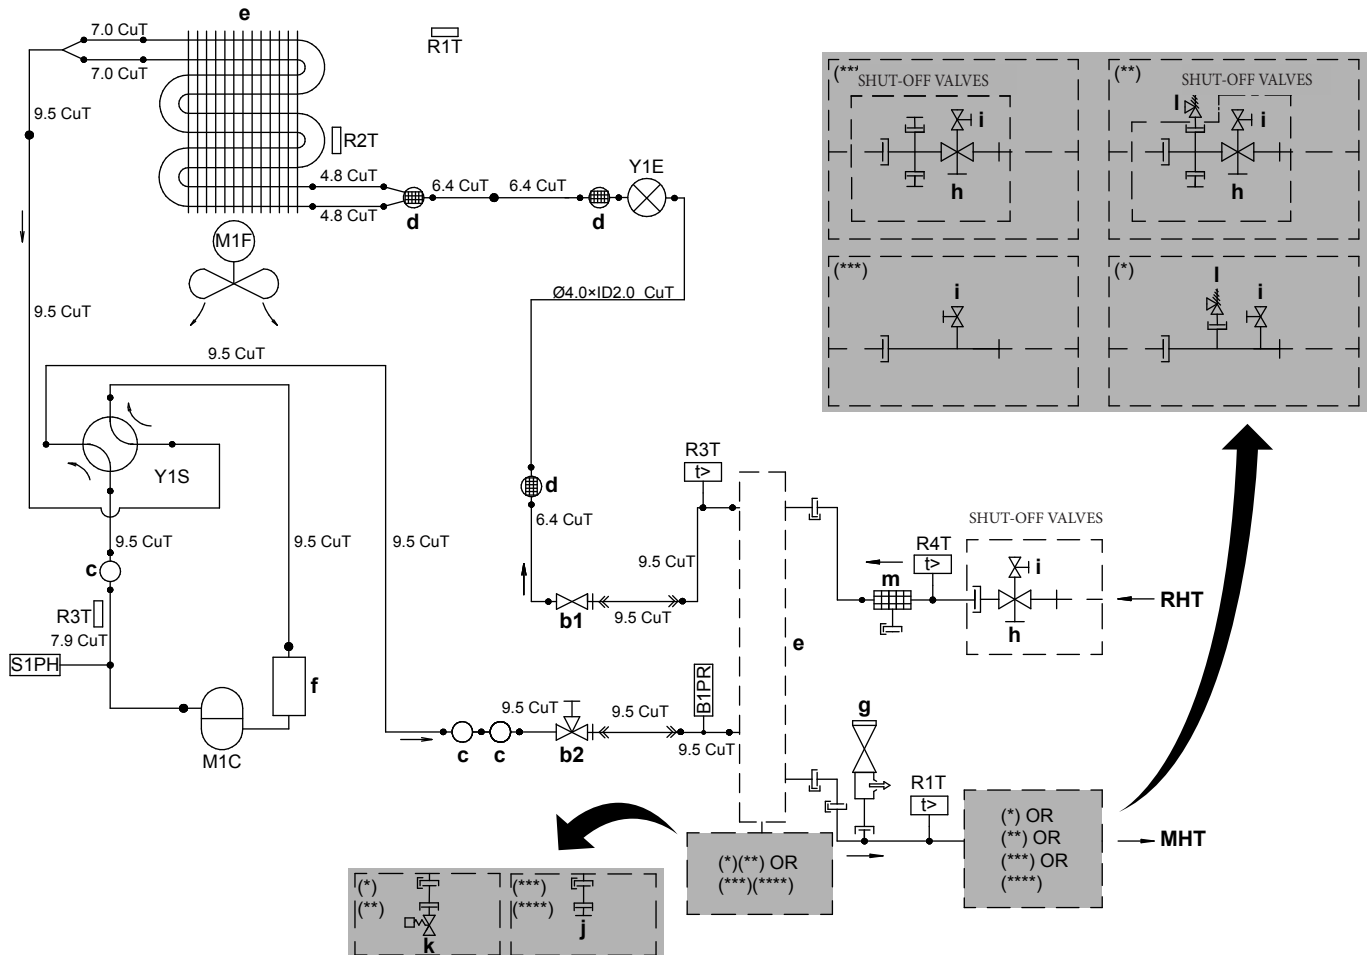 e
7.0 CuT
7.0 CuT
R1T
9.5 CuT
R2T
4.8 CuT
4.8 CuT
d
6.4 CuT
6.4 CuT
d
Y1E
M1F
9.5 CuT
Ø4.0×ID2.0 CuT
9.5 CuT
Y1S
9.5 CuT
9.5 CuT
9.5 CuT
c
R3T
7.9 CuT
S1PH
f
M1C
d
6.4 CuT
b1
9.5 CuT
9.5 CuT
R3T
t>
e
9.5 CuT
9.5 CuT
9.5 CuT
B1PR
c
c
b2
(***
SHUT-OFF VALVES
i
h
(**)
SHUT-OFF VALVES
l
i
h
(***)
i
(*)
l
i
SHUT-OFF VALVES
R4T
t>
m
i
h
RHT
g
R1T
t>
(*) OR
(**) OR
(***) OR
(****)
MHT
(*)(**) OR
(***)(****)
(*)
(**)
k
(***)
(****)
j